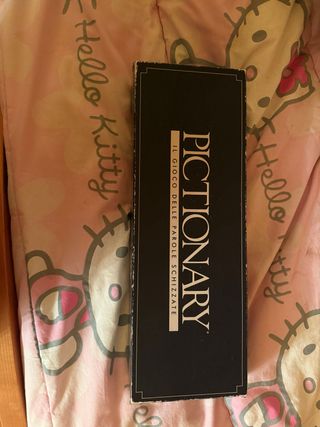 PICTIONARY
IL GIOCO DELLE PAROLE SCHIZZATE
Hello Kitty
Hello Kitty
Hello Kitty